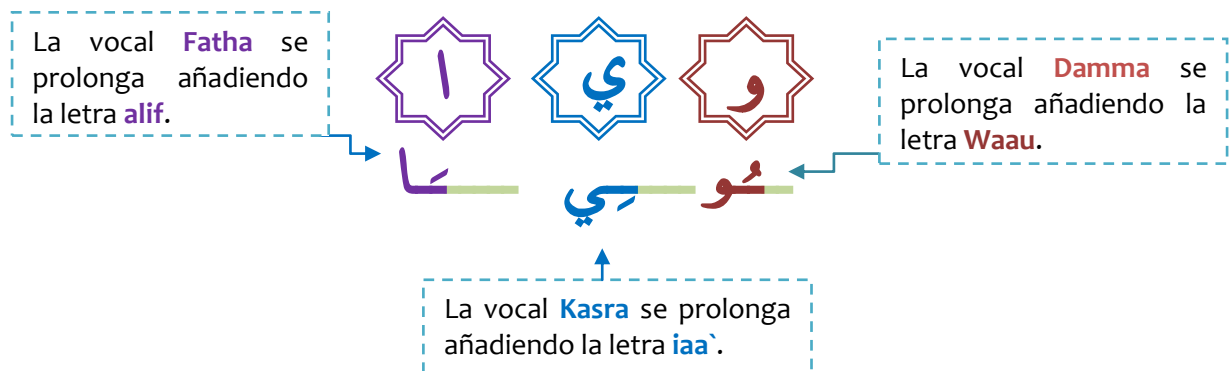 La vocal Fatha se
prolonga añadiendo
la letra alif.
ا ي و
La vocal Damma se
prolonga añadiendo la
letra Waau.
ـَـا ـِـي ـُـو
La vocal Kasra se prolonga
añadiendo la letra iaa`.